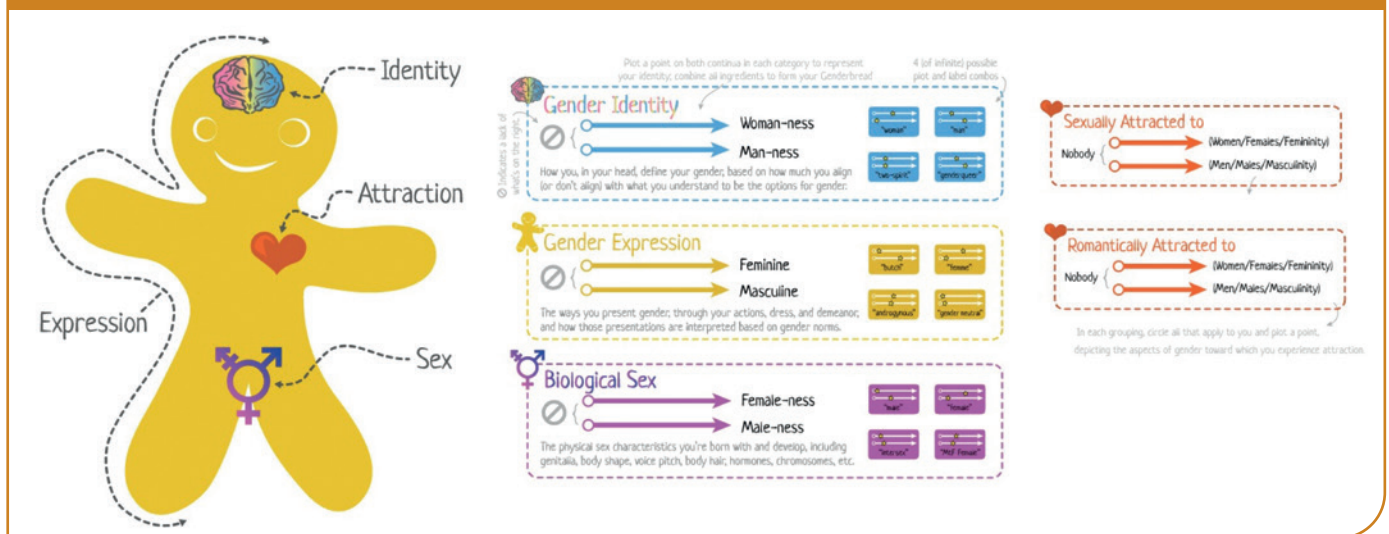 Identity
Attraction
Expression
Sex
Plot a point on both continua in each category to represent
your identity; combine all ingredients to form your Genderbread
4 (of infinite) possible
plot and label combos
⃠ Indicates a lack of
what's on the right.
Gender Identity
Woman-ness
Man-ness
How you, in your head, define your gender, based on how much you align
(or don't align) with what you understand to be the options for gender.
"woman"
"man"
"two-spirit"
"genderqueer"
Gender Expression
Feminine
Masculine
The ways you present gender, through your actions, dress, and demeanor,
and how those presentations are interpreted based on gender norms.
"butch"
"femme"
"androgynous"
"gender neutral"
Biological Sex
Female-ness
Male-ness
The physical sex characteristics you're born with and develop, including
genitalia, body shape, voice pitch, body hair, hormones, chromosomes, etc.
"male"
"female"
"intersex"
"MtF Female"
Sexually Attracted to
Nobody
(Women/Females/Femininity)
(Men/Males/Masculinity)
Romantically Attracted to
Nobody
(Women/Females/Femininity)
(Men/Males/Masculinity)
In each grouping, circle all that apply to you and plot a point,
depicting the aspects of gender toward which you experience attraction.